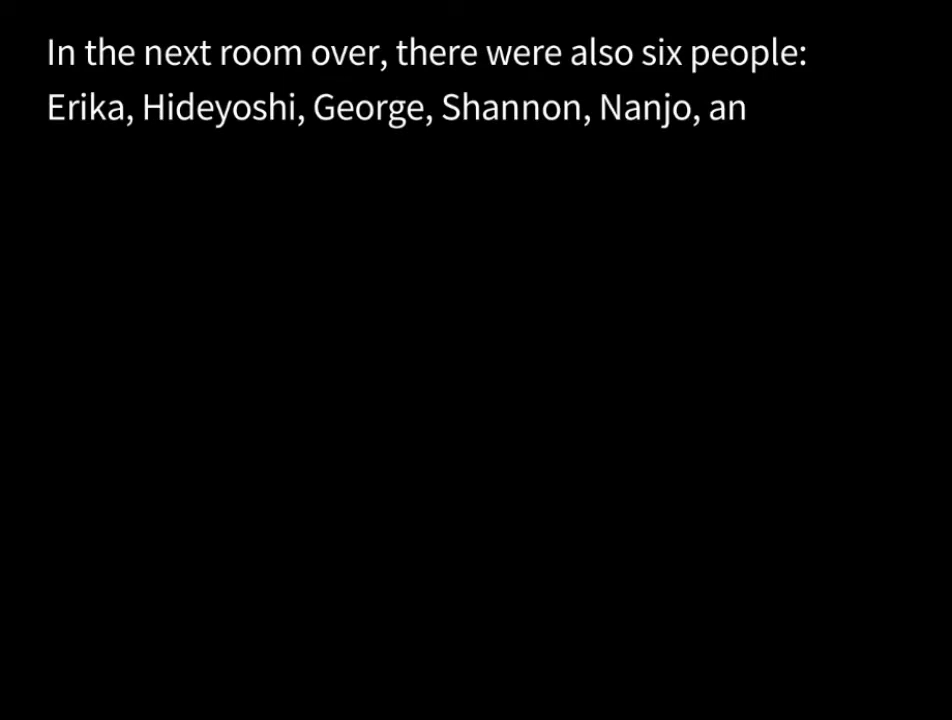 In the next room over, there were also six people:
Erika, Hideyoshi, George, Shannon, Nanjo, an